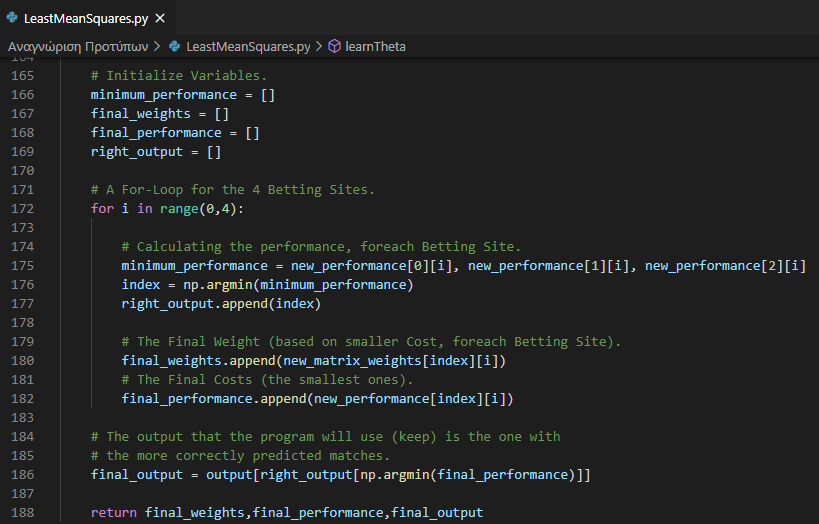 LeastMeanSquares.py ×
Αναγνώριση Προτύπων > LeastMeanSquares.py > learnTheta
164
165 # Initialize Variables.
166 minimum_performance = []
167 final_weights = []
168 final_performance = []
169 right_output = []
170
171 # A For-Loop for the 4 Betting Sites.
172 for i in range(0,4):
173
174 # Calculating the performance, foreach Betting Site.
175 minimum_performance = new_performance[0][i], new_performance[1][i], new_performance[2][i]
176 index = np.argmin(minimum_performance)
177 right_output.append(index)
178
179 # The Final Weight (based on smaller Cost, foreach Betting Site).
180 final_weights.append(new_matrix_weights[index][i])
181 # The Final Costs (the smallest ones).
182 final_performance.append(new_performance[index][i])
183
184 # The output that the program will use (keep) is the one with
185 # the more correctly predicted matches.
186 final_output = output[right_output[np.argmin(final_performance)]]
187
188 return final_weights,final_performance,final_output